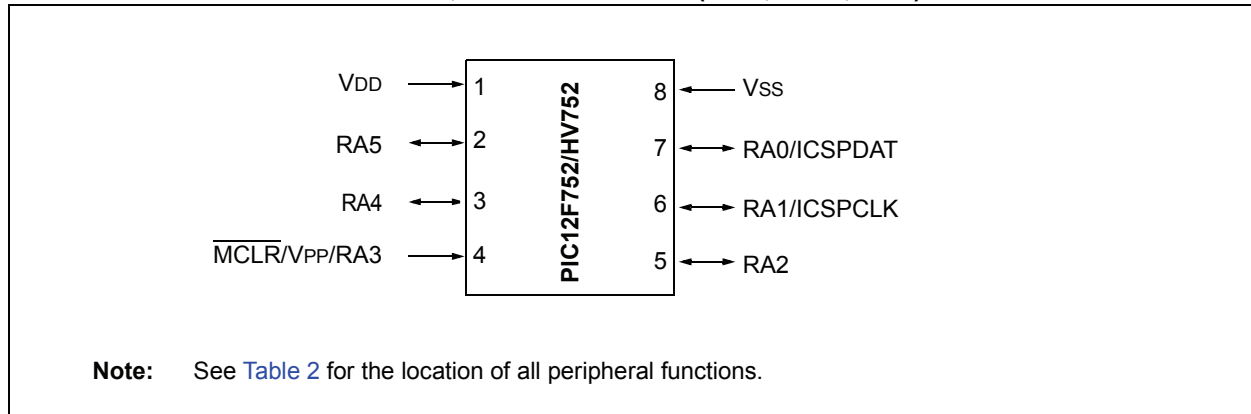 VDD 1 PIC12F752/HV752 8 VSS
RA5 2 7 RA0/ICSPDAT
RA4 3 6 RA1/ICSPCLK
MCLR/VPP/RA3 4 5 RA2
Note: See Table 2 for the location of all peripheral functions.